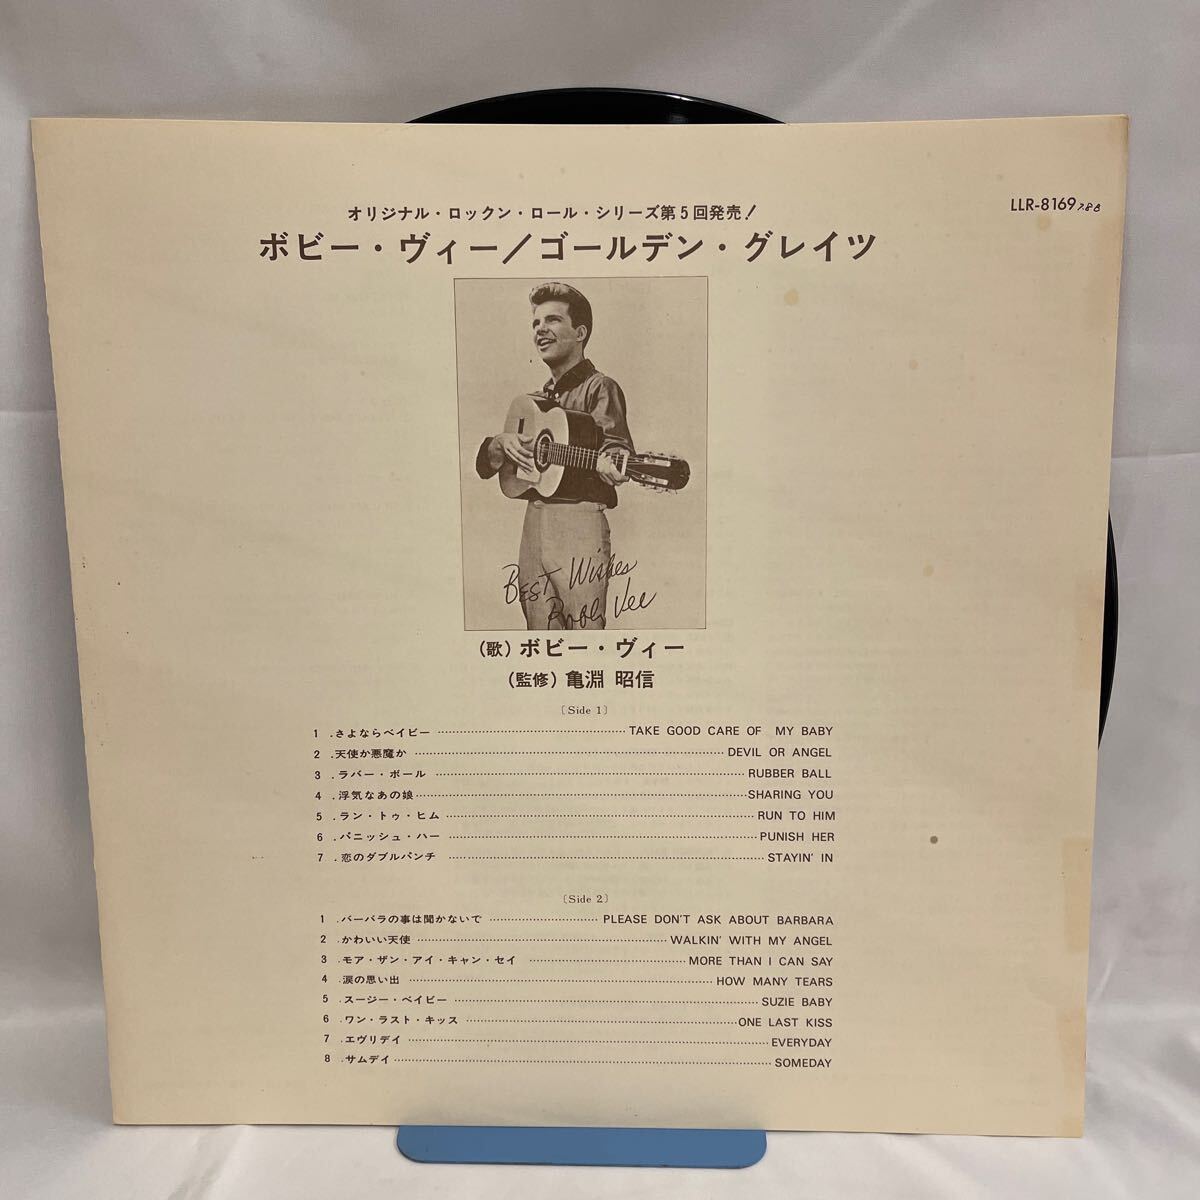 オリジナル・ロックン・ロール・シリーズ第5回発売！
LLR-8169
ボビー・ヴィー／ゴールデン・グレイツ
BEST Wishes
Bobby Vee
（歌）ボビー・ヴィー
（監修）亀淵 昭信
〔Side 1〕
1 .さよならベイビー ………… TAKE GOOD CARE OF MY BABY
2 .天使か悪魔か ………… DEVIL OR ANGEL
3 .ラバー・ボール ………… RUBBER BALL
4 .浮気なあの娘 ………… SHARING YOU
5 .ラン・トゥ・ヒム ………… RUN TO HIM
6 .パニッシュ・ハー ………… PUNISH HER
7 .恋のダブルパンチ ………… STAYIN' IN
〔Side 2〕
1 .バーバラの事は聞かないで ………… PLEASE DON'T ASK ABOUT BARBARA
2 .かわいい天使 ………… WALKIN' WITH MY ANGEL
3 .モア・ザン・アイ・キャン・セイ ………… MORE THAN I CAN SAY
4 .涙の思い出 ………… HOW MANY TEARS
5 .スージー・ベイビー ………… SUZIE BABY
6 .ワン・ラスト・キッス ………… ONE LAST KISS
7 .エヴリデイ ………… EVERYDAY
8 .サムデイ ………… SOMEDAY